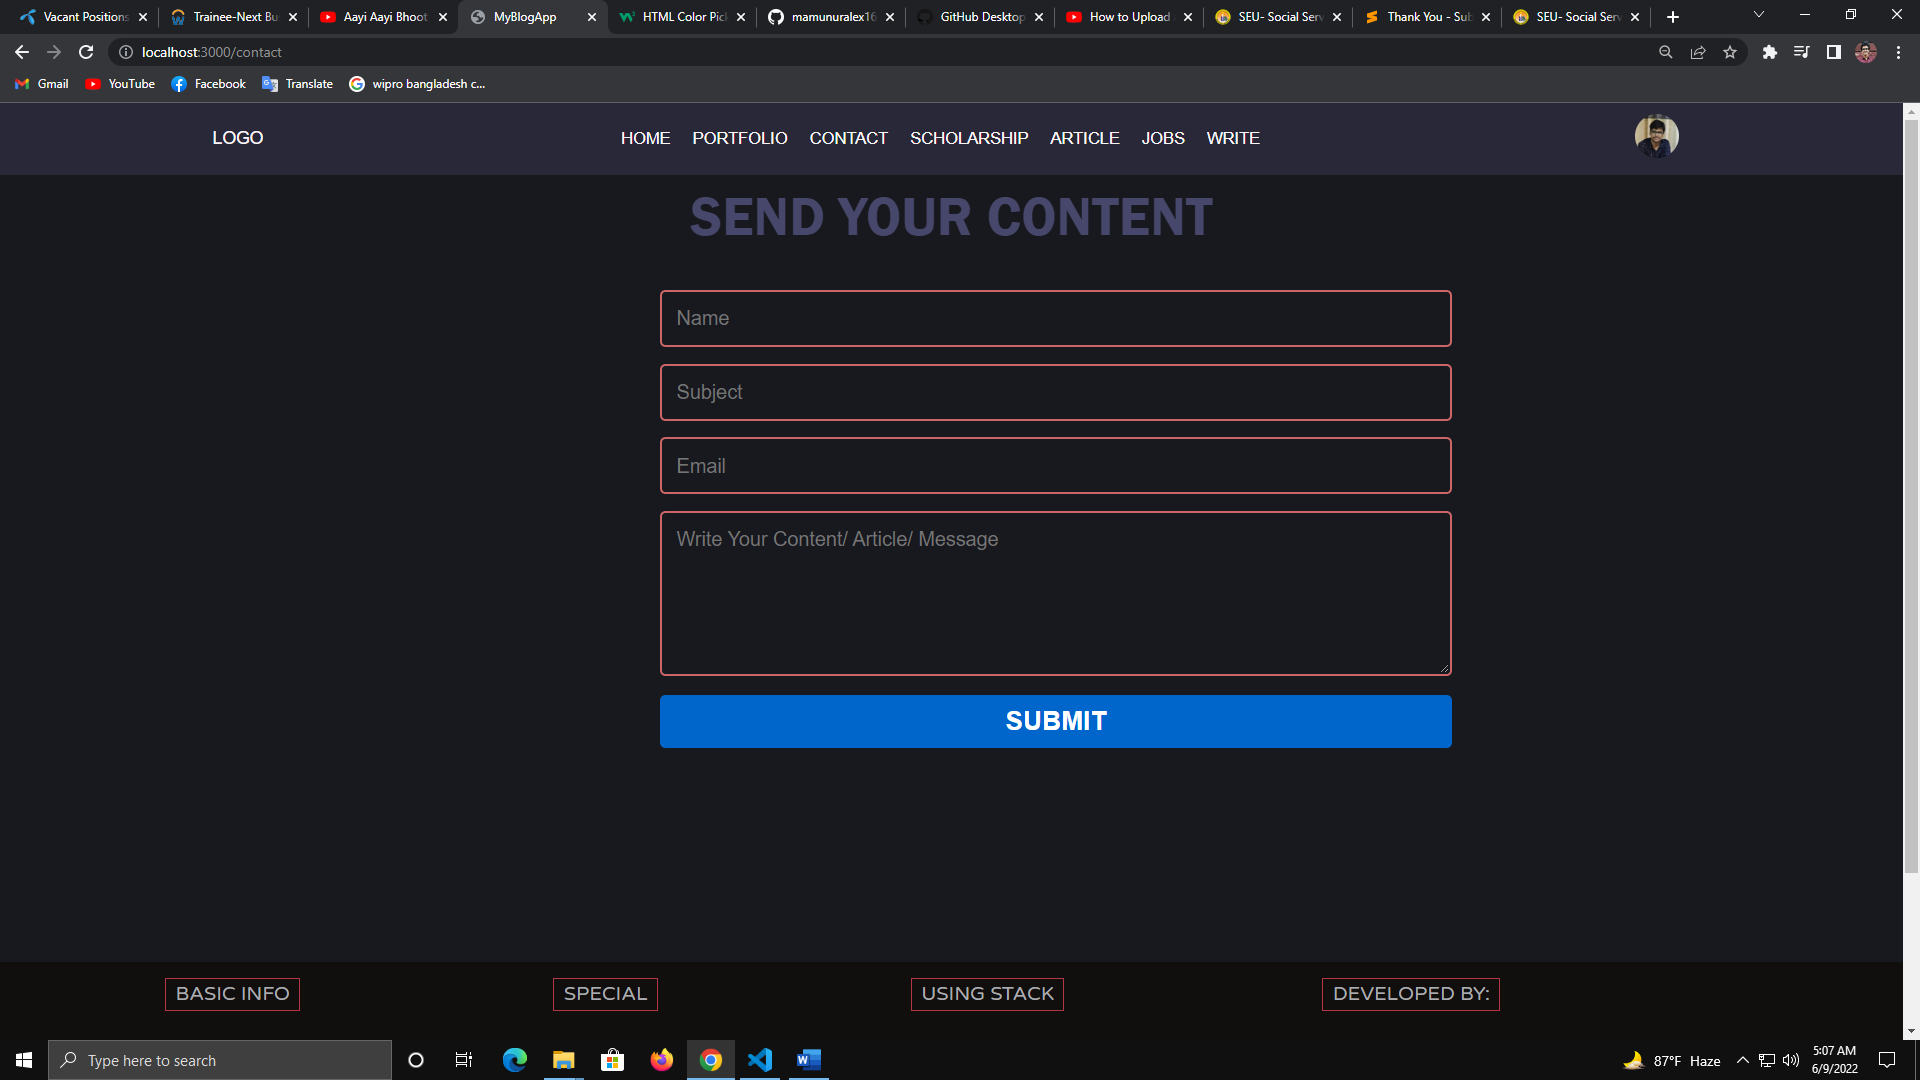 Vacant Positions
Trainee-Next Bu
Aayi Aayi Bhoot
MyBlogApp
HTML Color Pic
mamunuralex16
GitHub Desktop
How to Upload
SEU- Social Serv
Thank You - Sub
SEU- Social Serv
localhost:3000/contact
Gmail
YouTube
Facebook
Translate
wipro bangladesh c...
LOGO
HOME
PORTFOLIO
CONTACT
SCHOLARSHIP
ARTICLE
JOBS
WRITE
SEND YOUR CONTENT
Name
Subject
Email
Write Your Content/ Article/ Message
SUBMIT
BASIC INFO
SPECIAL
USING STACK
DEVELOPED BY:
Type here to search
87°F Haze
5:07 AM
6/9/2022